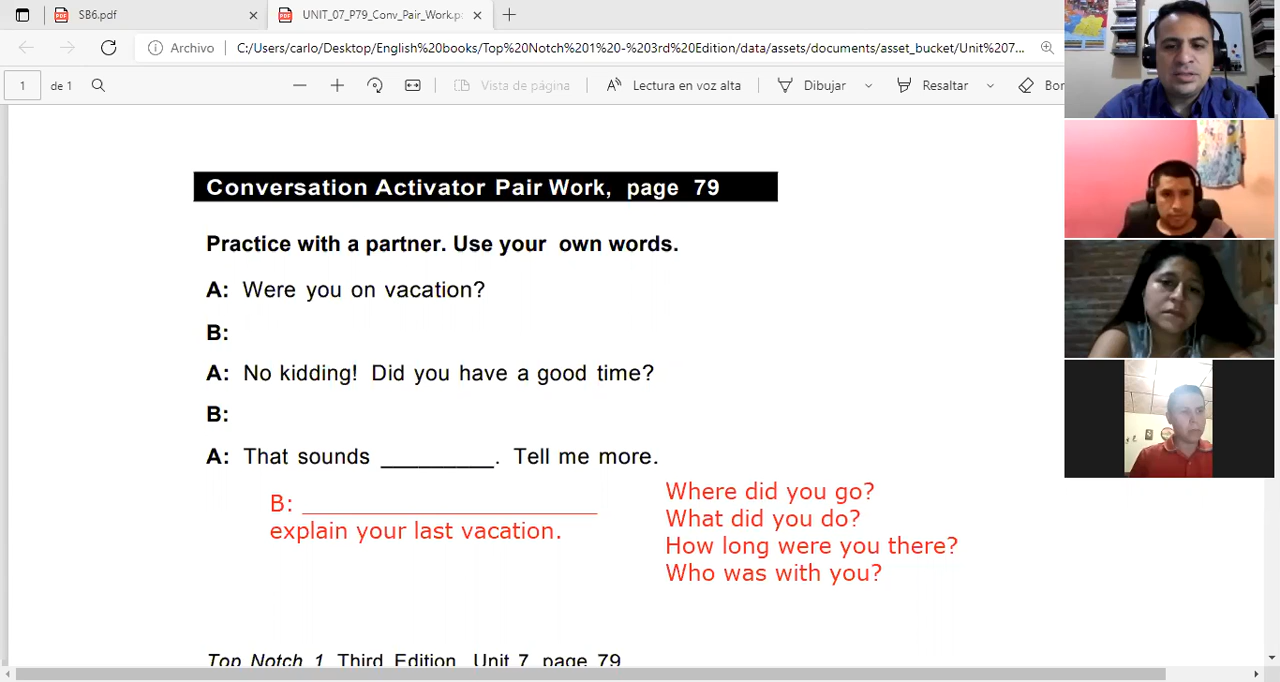 SB6.pdf
UNIT_07_P79_Conv_Pair_Work.p
Archivo
C:/Users/carlo/Desktop/English%20books/Top%20Notch%201%20-%203rd%20Edition/data/assets/documents/asset_bucket/Unit%207...
1 de 1
Vista de página
Lectura en voz alta
Dibujar
Resaltar
Bor
Conversation Activator Pair Work, page 79
Practice with a partner. Use your own words.
A: Were you on vacation?
B:
A: No kidding! Did you have a good time?
B:
A: That sounds _________. Tell me more.
B: ______________________
explain your last vacation.
Where did you go?
What did you do?
How long were you there?
Who was with you?
Top Notch 1, Third Edition Unit 7, page 79